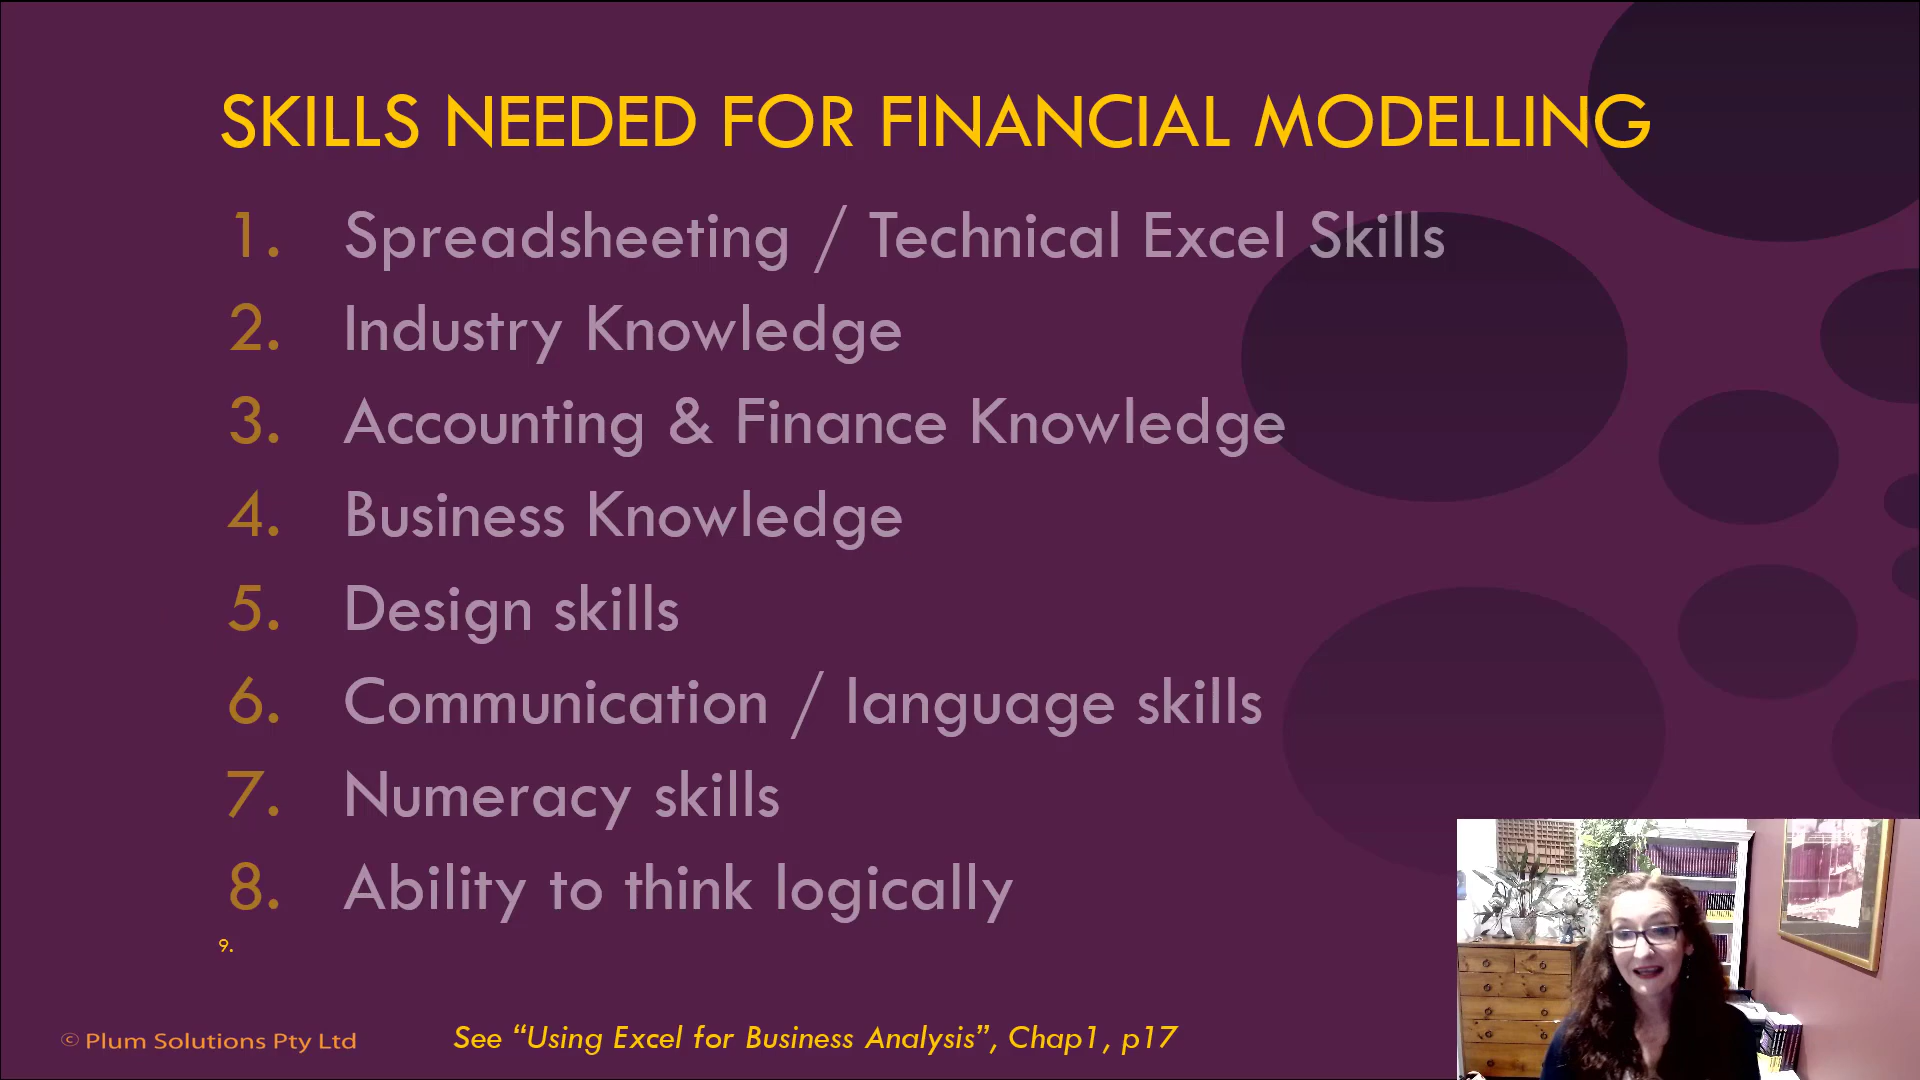 SKILLS NEEDED FOR FINANCIAL MODELLING
1. Spreadsheeting / Technical Excel Skills
2. Industry Knowledge
3. Accounting & Finance Knowledge
4. Business Knowledge
5. Design skills
6. Communication / language skills
7. Numeracy skills
8. Ability to think logically
9.
© Plum Solutions Pty Ltd
See “Using Excel for Business Analysis”, Chap1, p17